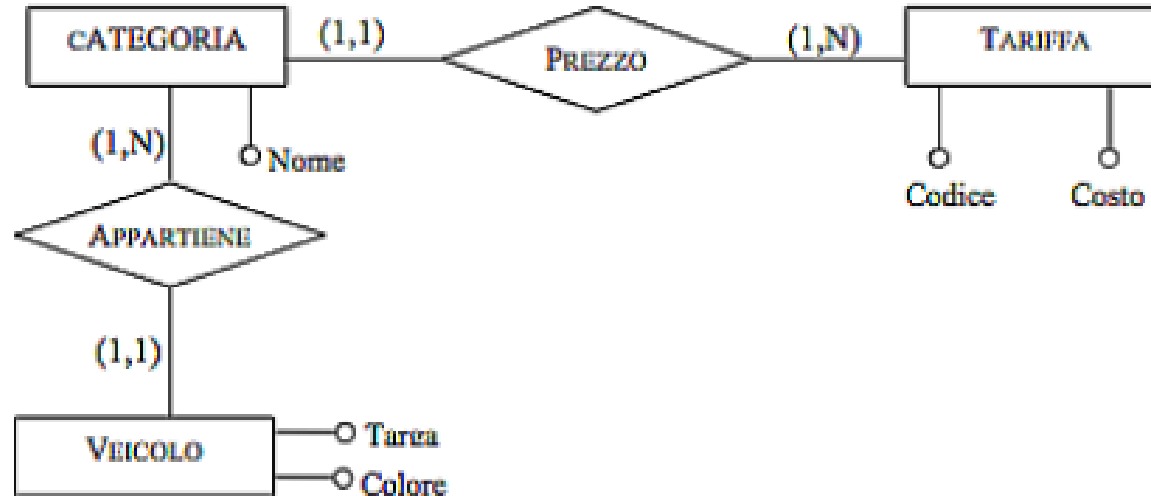 CATEGORIA (1,1) PREZZO (1,N) TARIFFA
(1,N) Nome
Codice Costo
APPARTIENE
(1,1)
VEICOLO Targa
Colore